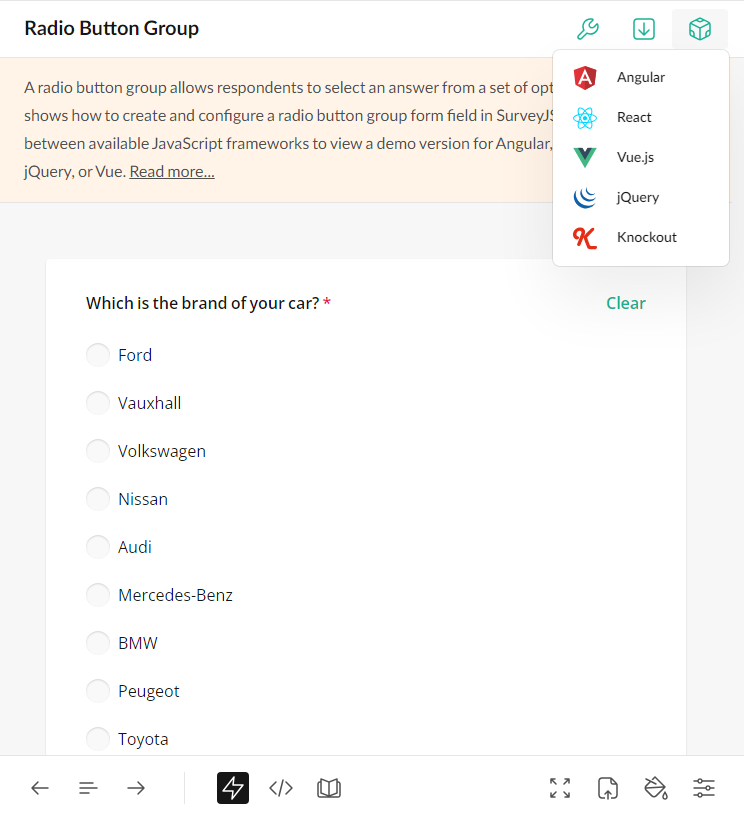 Radio Button Group
A radio button group allows respondents to select an answer from a set of opt
shows how to create and configure a radio button group form field in SurveyJS
between available JavaScript frameworks to view a demo version for Angular,
jQuery, or Vue. Read more...
Angular
React
Vue.js
jQuery
Knockout
Which is the brand of your car? *
Clear
Ford
Vauxhall
Volkswagen
Nissan
Audi
Mercedes-Benz
BMW
Peugeot
Toyota